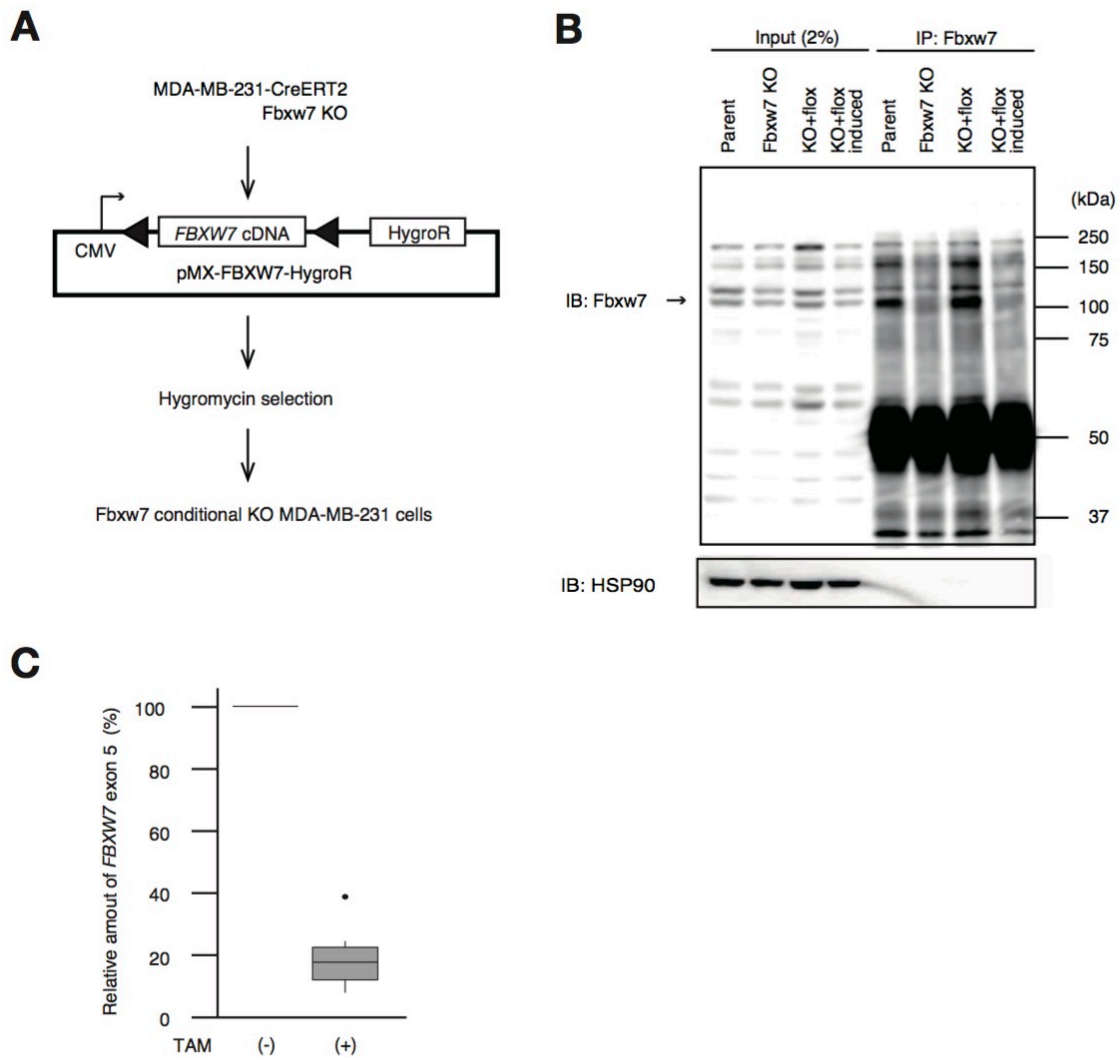 A
MDA-MB-231-CreERT2
Fbxw7 KO
CMV
FBXW7 cDNA
HygroR
pMX-FBXW7-HygroR
Hygromycin selection
Fbxw7 conditional KO MDA-MB-231 cells
B
Input (2%)
IP: Fbxw7
Parent
Fbxw7 KO
KO+flox
KO+flox
induced
Parent
Fbxw7 KO
KO+flox
KO+flox
induced
(kDa)
250
150
100
75
50
37
IB: Fbxw7 →
IB: HSP90
C
Relative amout of FBXW7 exon 5 (%)
100
80
60
40
20
0
TAM (-) (+)